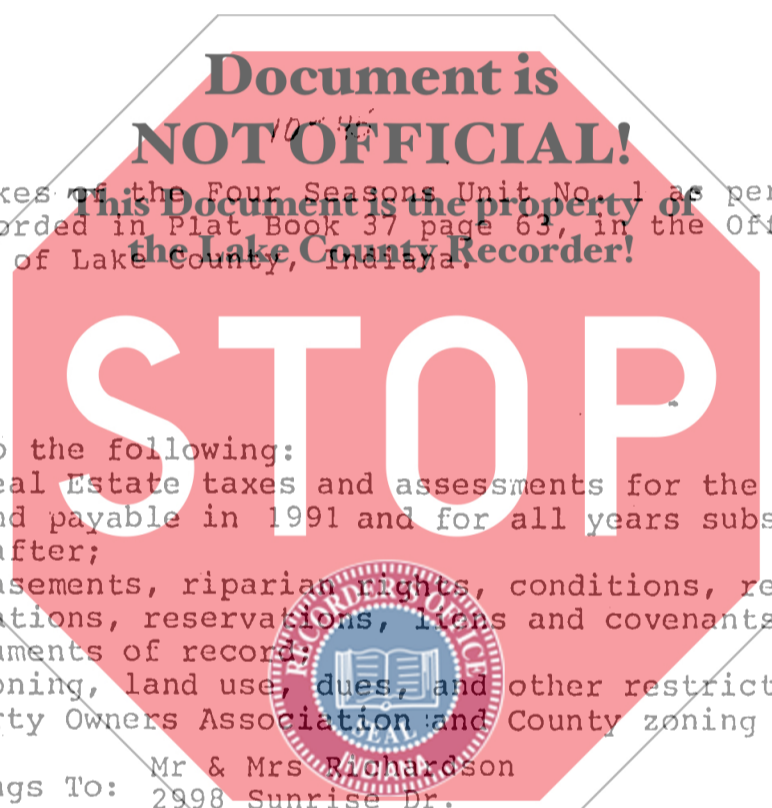 Document is
NOT OFFICIAL!
kes of the Four Seasons Unit No. 1 as per
This Document is the property of
orded in Plat Book 37 page 63, in the Off
the Lake County Recorder!
of Lake County, Indiana.
STOP
o the following:
eal Estate taxes and assessments for the
nd payable in 1991 and for all years subs
after;
asements, riparian rights, conditions, re
ations, reservations, liens and covenants
uments of record;
RECORDER'S OFFICE
oning, land use, dues, and other restrict
rty Owners Association and County zoning
SEAL
INDIANA
Mr & Mrs Richardson
ngs To:
2998 Sunrise Dr.